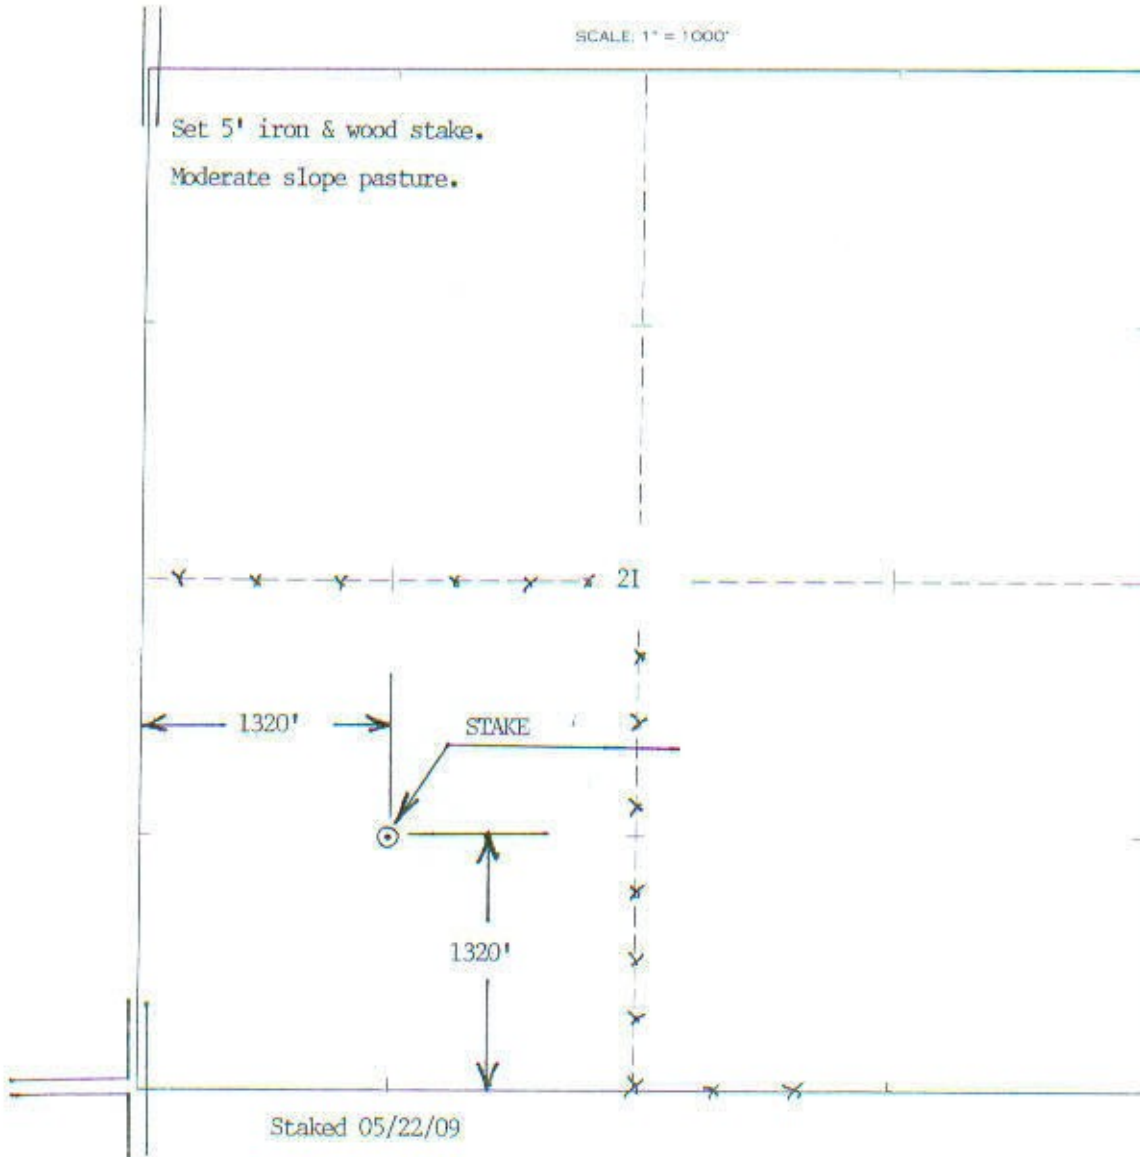 SCALE: 1" = 1000'
Set 5' iron & wood stake.
Moderate slope pasture.
21
1320'
STAKE
1320'
Staked 05/22/09